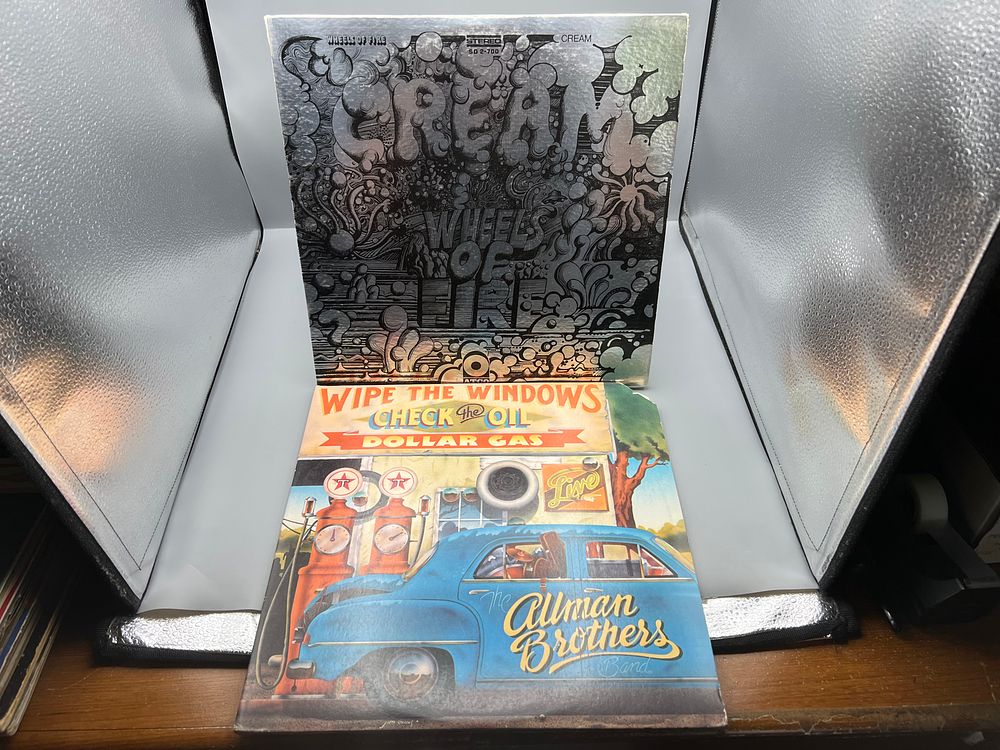 WHEELS OF FIRE
STEREO
SD 2-700
CREAM
CREAM
WHEELS
OF
FIRE
ATCO
WIPE THE WINDOWS
CHECK the OIL
DOLLAR GAS
Live
The
Allman
Brothers
Band